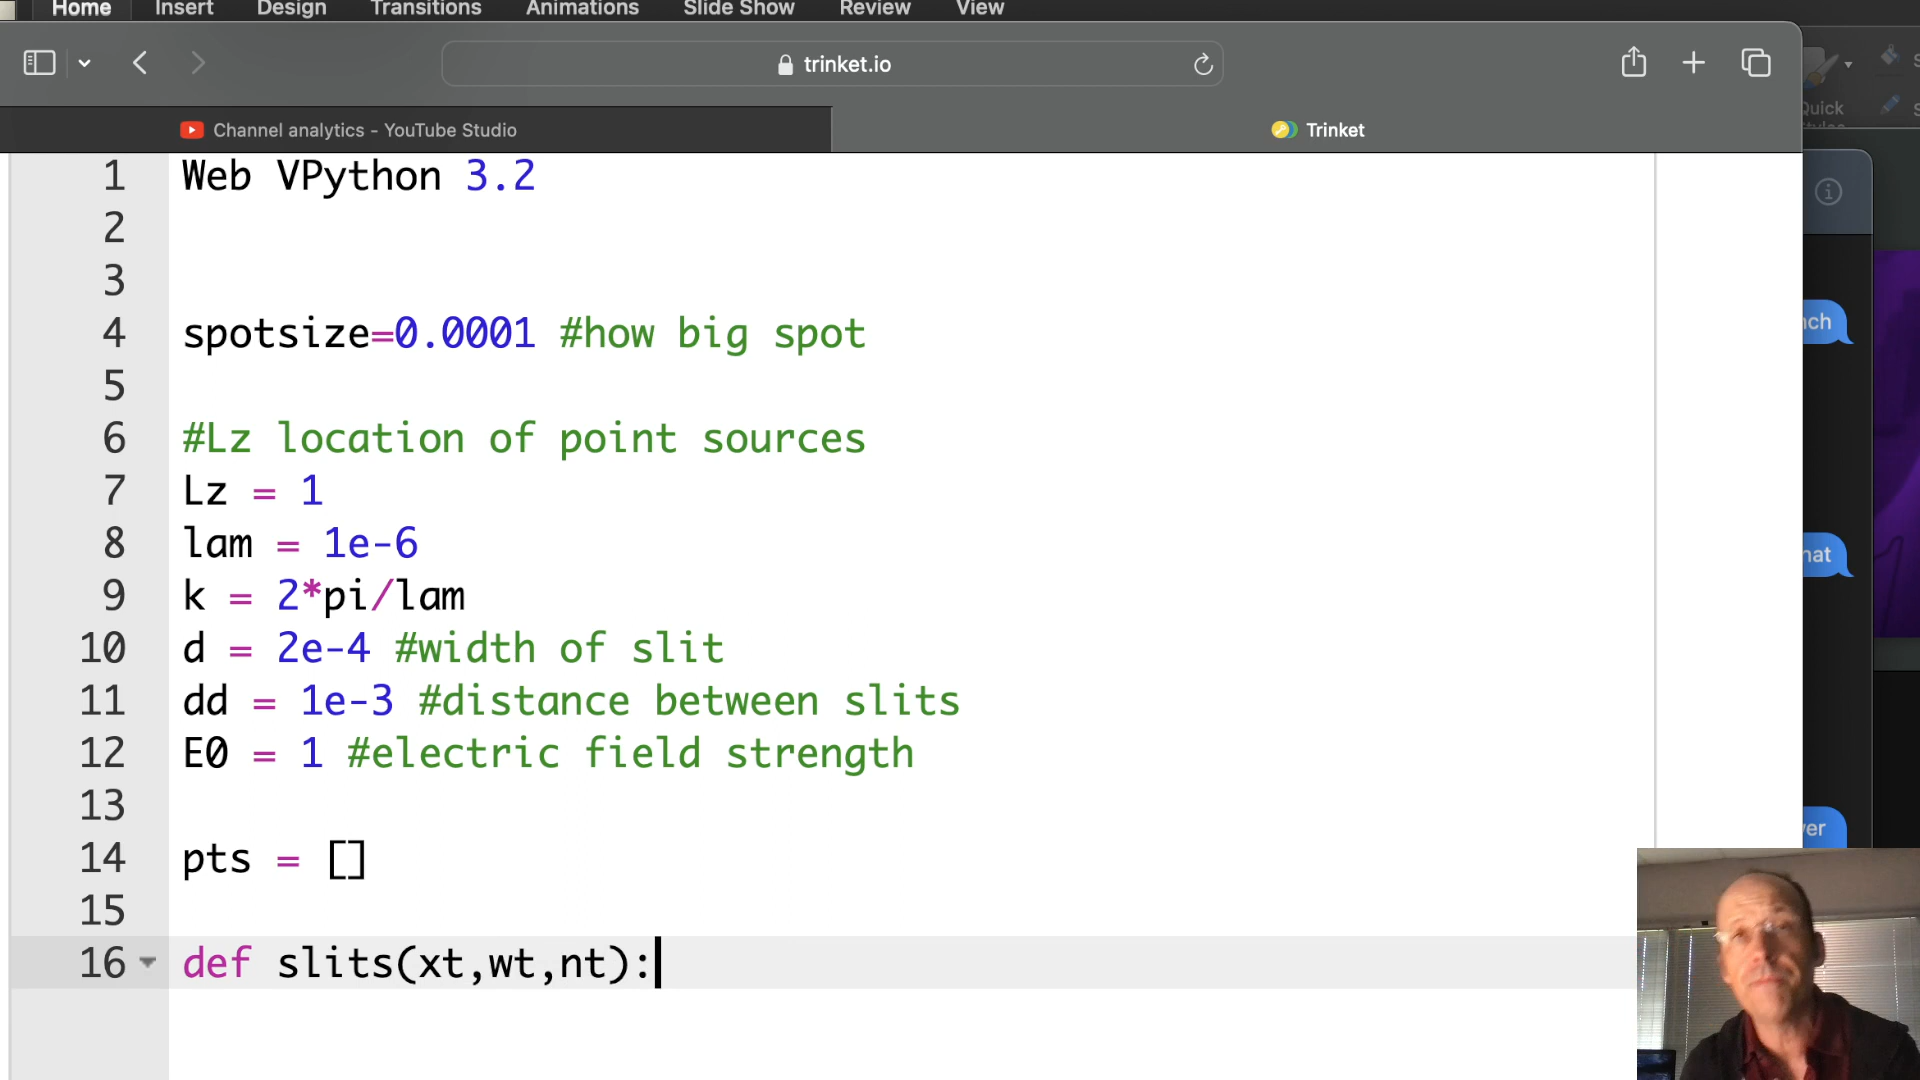 Home Insert Design Transitions Animations Slide Show Review View
trinket.io
Quick
Channel analytics - YouTube Studio
Trinket
1 Web VPython 3.2
2
3
4 spotsize=0.0001 #how big spot
5
6 #Lz location of point sources
7 Lz = 1
8 lam = 1e-6
9 k = 2*pi/lam
10 d = 2e-4 #width of slit
11 dd = 1e-3 #distance between slits
12 E0 = 1 #electric field strength
13
14 pts = []
15
16 def slits(xt,wt,nt):